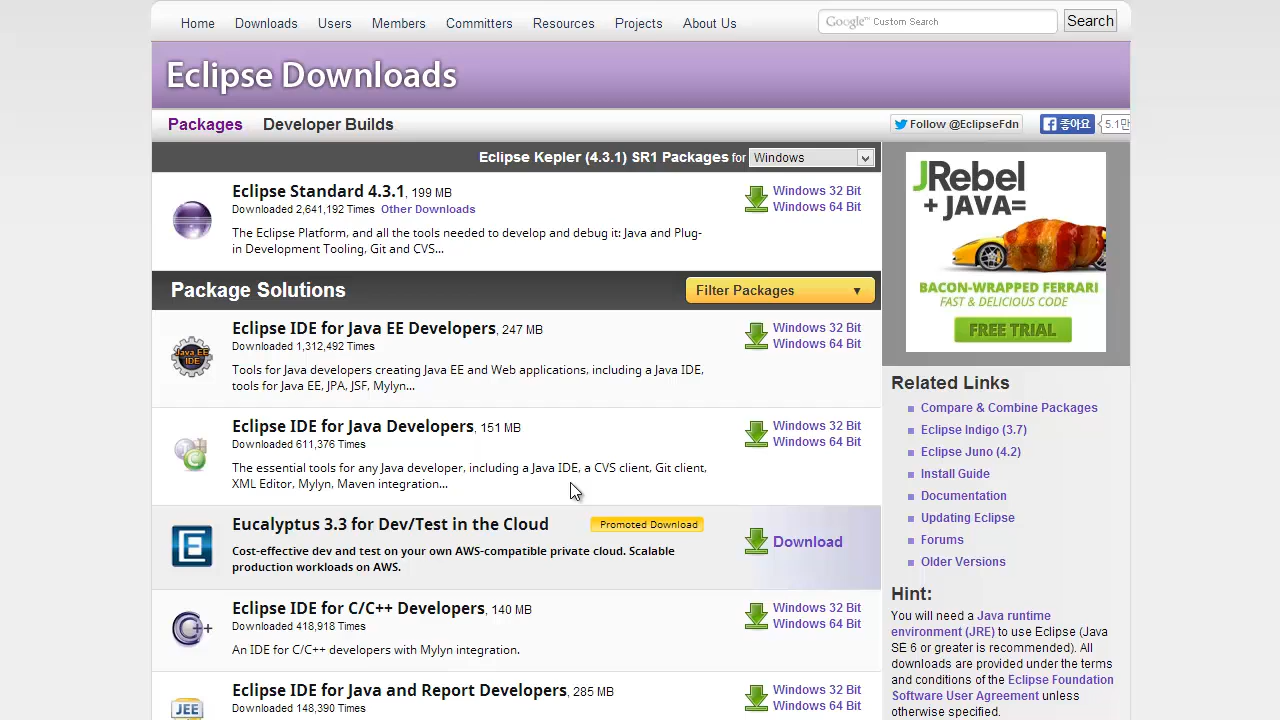 Home Downloads Users Members Committers Resources Projects About Us
Google™ Custom Search
Search
Eclipse Downloads
Packages Developer Builds
Follow @EclipseFdn
좋아요
5.1만
Eclipse Kepler (4.3.1) SR1 Packages for Windows
Eclipse Standard 4.3.1, 199 MB
Downloaded 2,641,192 Times Other Downloads
The Eclipse Platform, and all the tools needed to develop and debug it: Java and Plug-
in Development Tooling, Git and CVS...
Windows 32 Bit
Windows 64 Bit
Package Solutions
Filter Packages ▼
Java EE
IDE
Eclipse IDE for Java EE Developers, 247 MB
Downloaded 1,312,492 Times
Tools for Java developers creating Java EE and Web applications, including a Java IDE,
tools for Java EE, JPA, JSF, Mylyn...
Windows 32 Bit
Windows 64 Bit
Eclipse IDE for Java Developers, 151 MB
Downloaded 611,376 Times
The essential tools for any Java developer, including a Java IDE, a CVS client, Git client,
XML Editor, Mylyn, Maven integration...
Windows 32 Bit
Windows 64 Bit
E
Eucalyptus 3.3 for Dev/Test in the Cloud
Promoted Download
Cost-effective dev and test on your own AWS-compatible private cloud. Scalable
production workloads on AWS.
Download
C++
Eclipse IDE for C/C++ Developers, 140 MB
Downloaded 418,918 Times
An IDE for C/C++ developers with Mylyn integration.
Windows 32 Bit
Windows 64 Bit
JEE
Eclipse IDE for Java and Report Developers, 285 MB
Downloaded 148,390 Times
Windows 32 Bit
Windows 64 Bit
JRebel
+ JAVA=
BACON-WRAPPED FERRARI
FAST & DELICIOUS CODE
FREE TRIAL
Related Links
Compare & Combine Packages
Eclipse Indigo (3.7)
Eclipse Juno (4.2)
Install Guide
Documentation
Updating Eclipse
Forums
Older Versions
Hint:
You will need a Java runtime
environment (JRE) to use Eclipse (Java
SE 6 or greater is recommended). All
downloads are provided under the terms
and conditions of the Eclipse Foundation
Software User Agreement unless
otherwise specified.